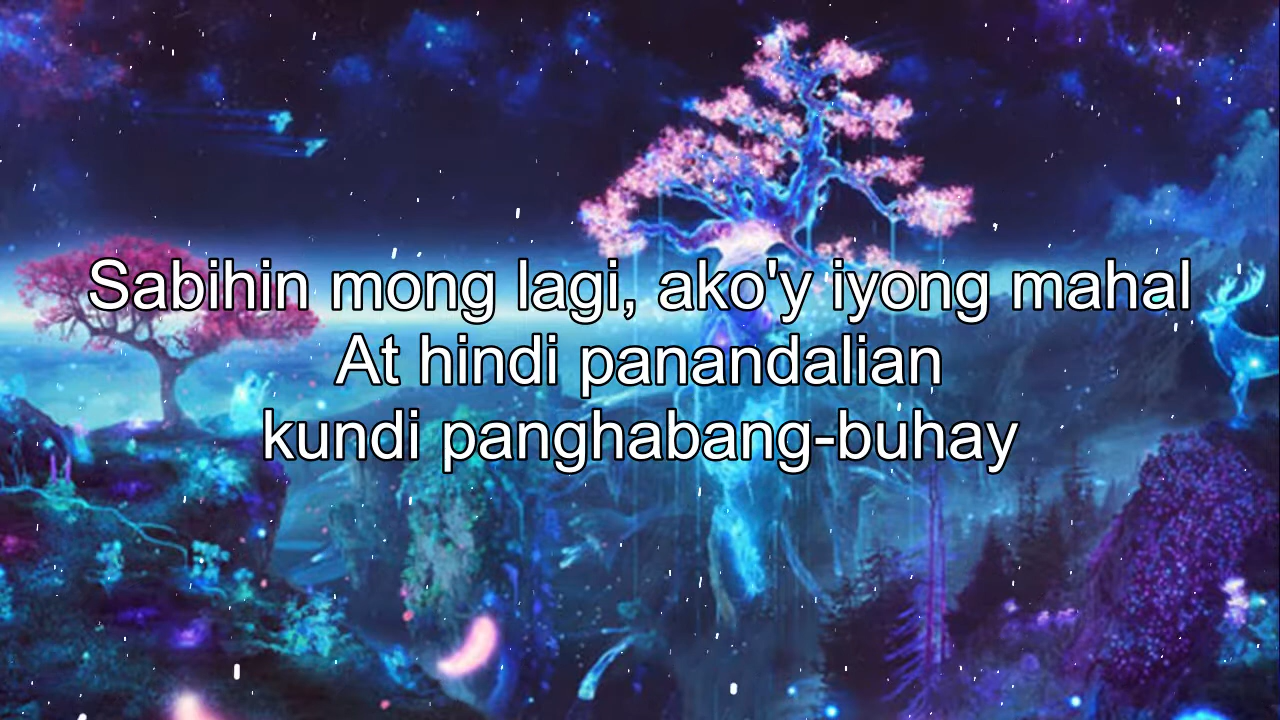 Sabihin mong lagi, ako'y iyong mahal
At hindi panandalian
kundi panghabang-buhay